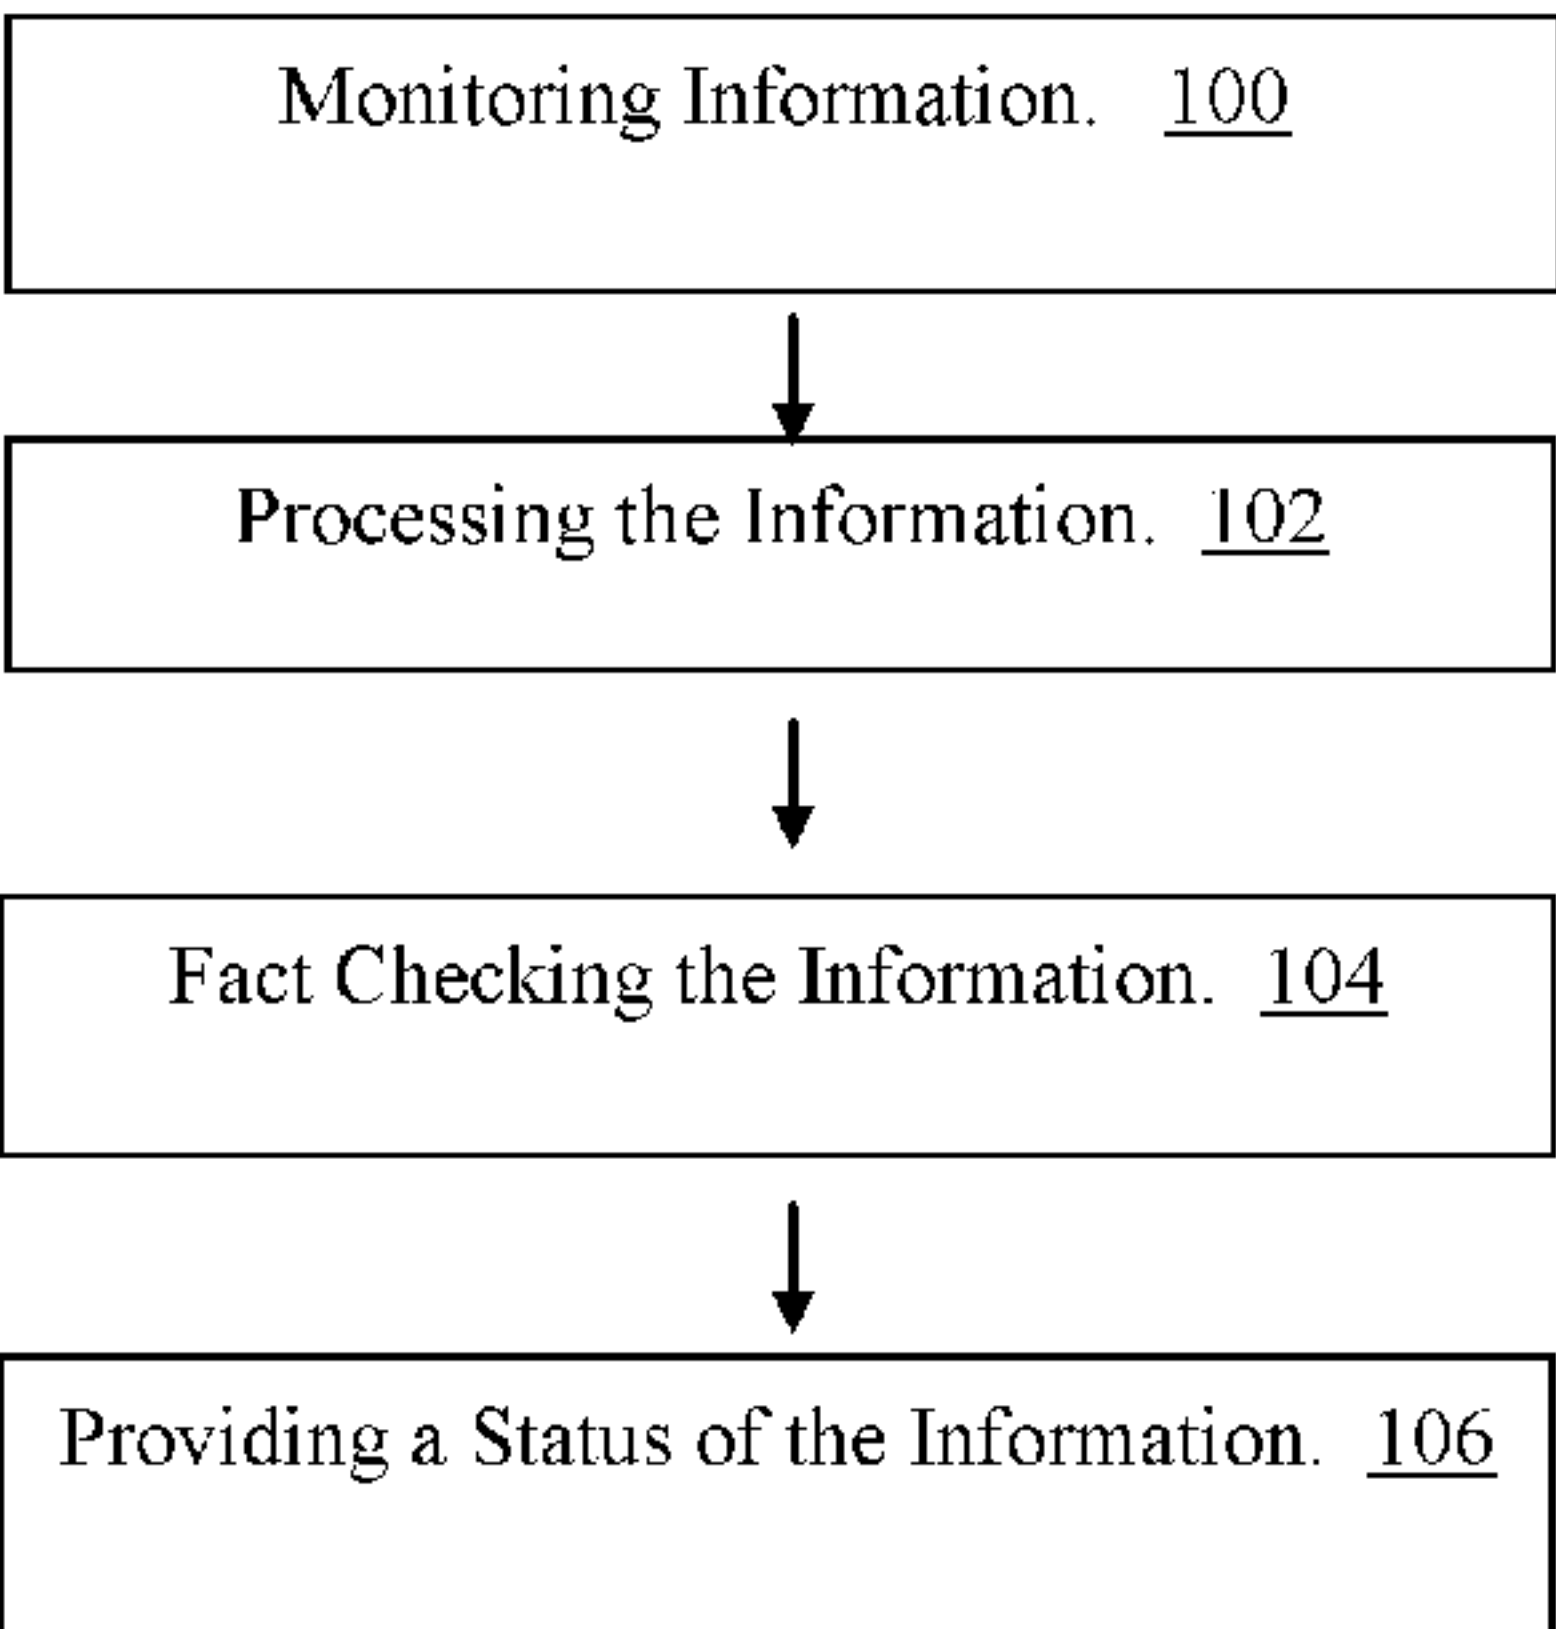 Monitoring Information. 100
Processing the Information. 102
Fact Checking the Information. 104
Providing a Status of the Information. 106